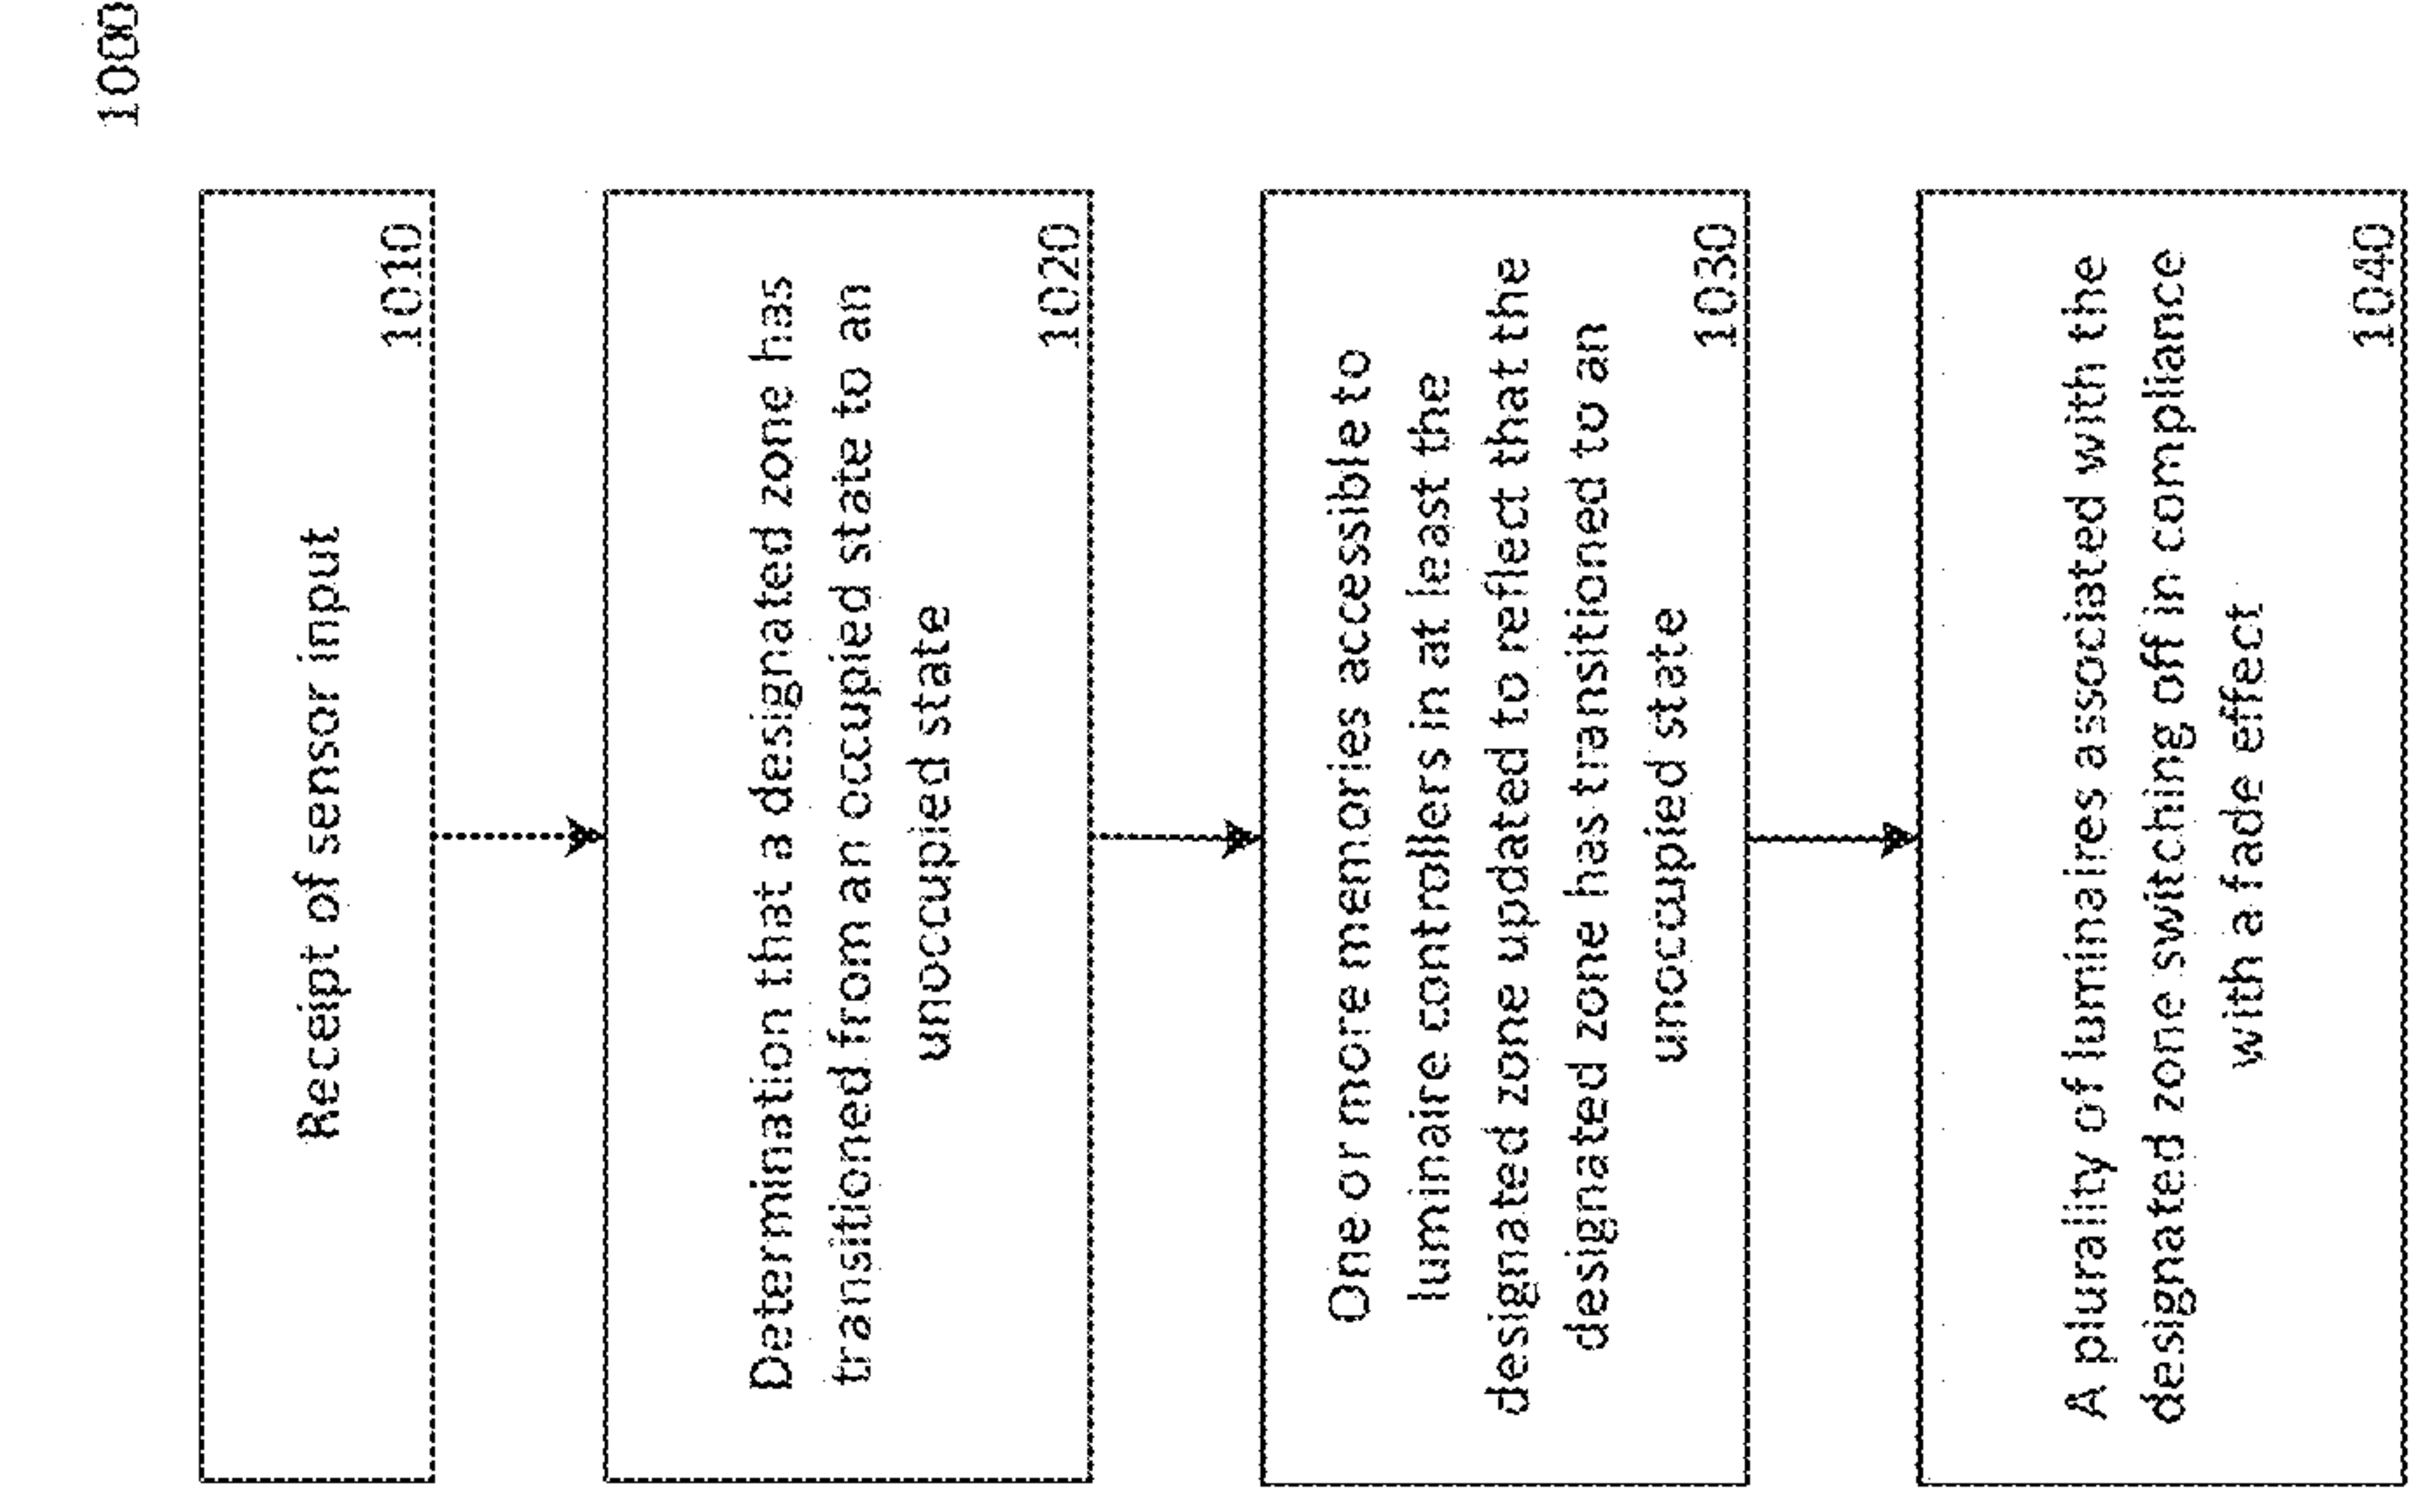 1000
Receipt of sensor input
1010
Determination that a designated zone has
transitioned from an occupied state to an
unoccupied state
1020
One or more memories accessible to
luminaire controllers in at least the
designated zone updated to reflect that the
designated zone has transitioned to an
unoccupied state
1030
A plurality of luminaires associated with the
designated zone switching off in compliance
with a fade effect
1040